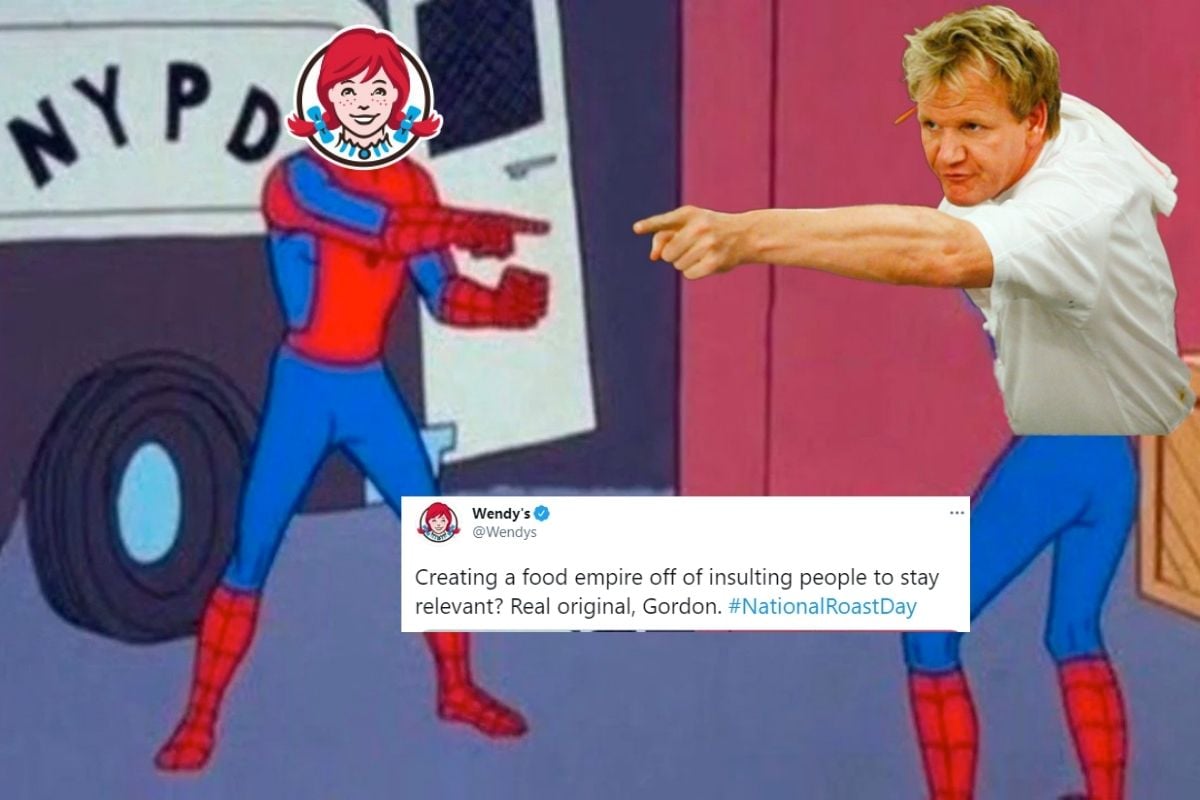 NYPD
Wendy's
@Wendys
Creating a food empire off of insulting people to stay
relevant? Real original, Gordon. #NationalRoastDay